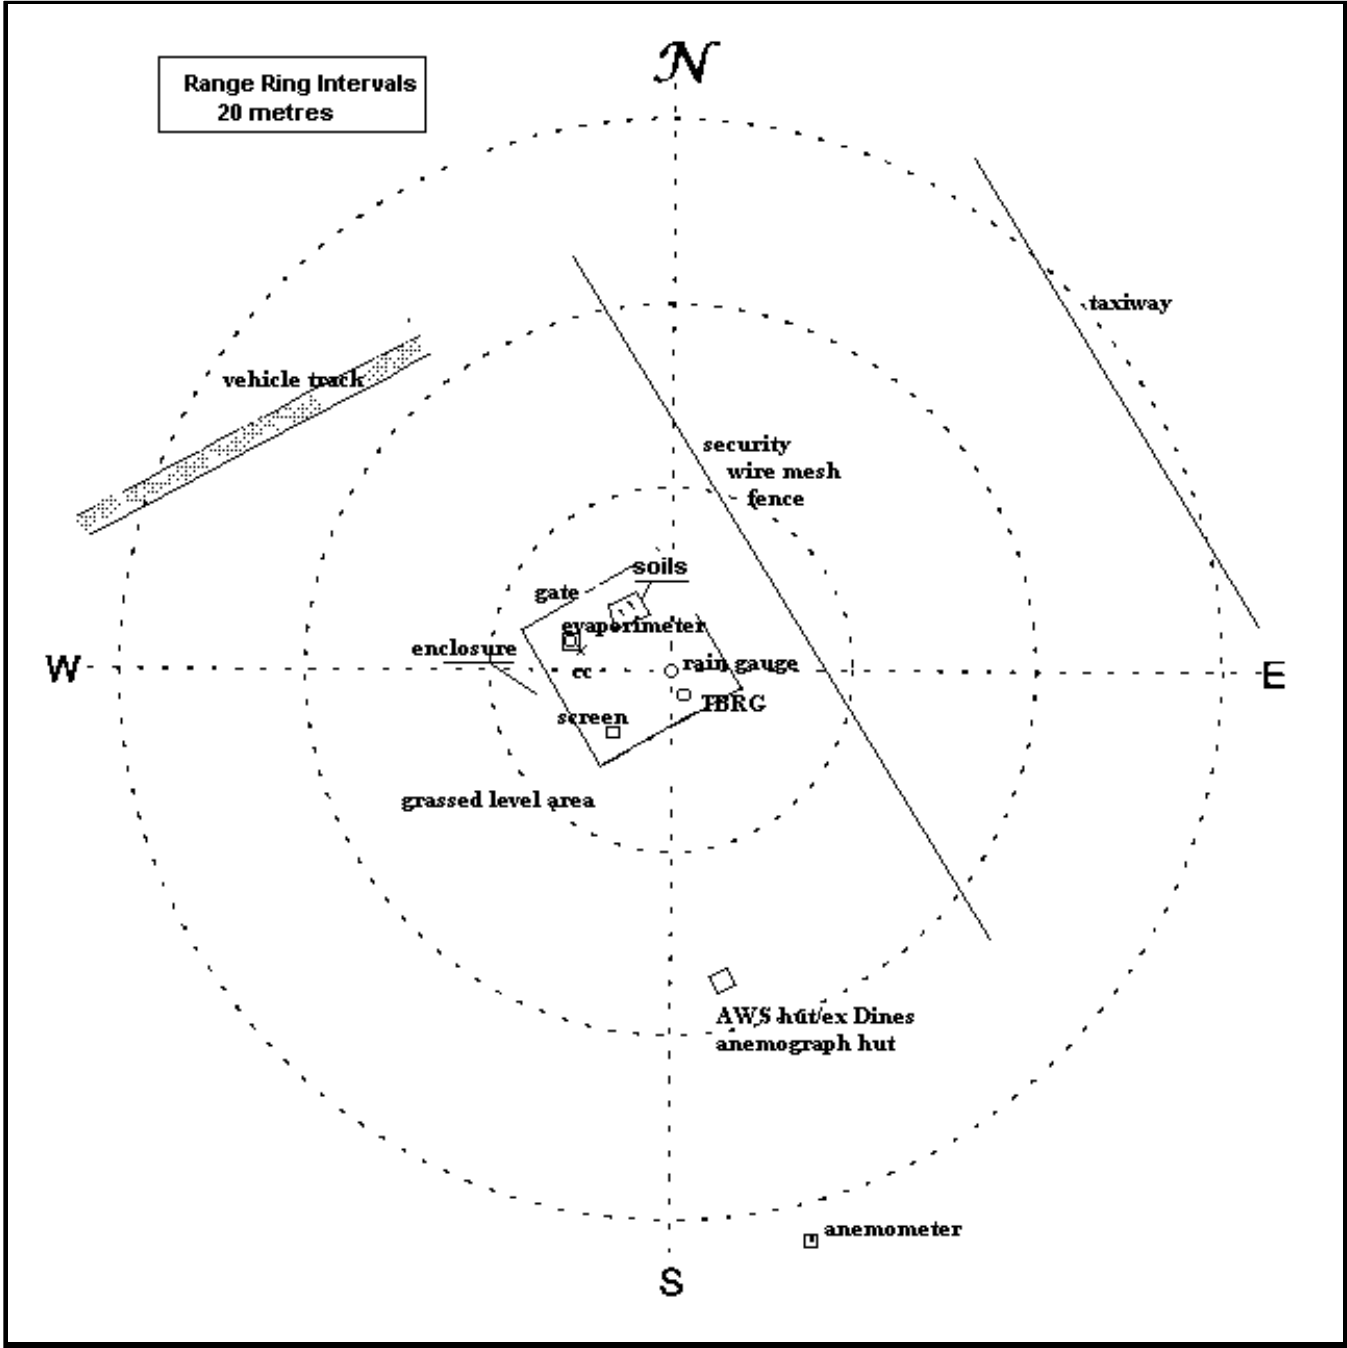 N
Range Ring Intervals
20 metres
taxiway
vehicle track
security
wire mesh
fence
soils
gate
evaporimeter
enclosure
W
rain gauge
cc
E
TBRG
screen
grassed level area
AWS hut/ex Dines
anemograph hut
anemometer
S